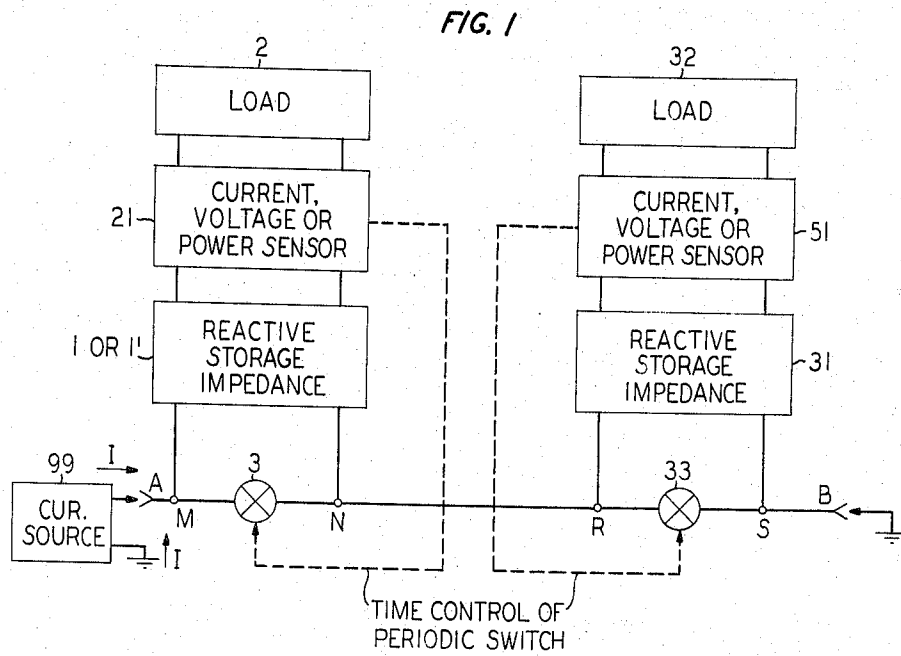 FIG. 1
2
LOAD
32
LOAD
21
CURRENT,
VOLTAGE OR
POWER SENSOR
CURRENT,
VOLTAGE OR
POWER SENSOR
51
1 OR 1'
REACTIVE
STORAGE
IMPEDANCE
REACTIVE
STORAGE
IMPEDANCE
31
99
I
A
3
33
B
CUR.
SOURCE
M
N
R
S
I
TIME CONTROL OF
PERIODIC SWITCH